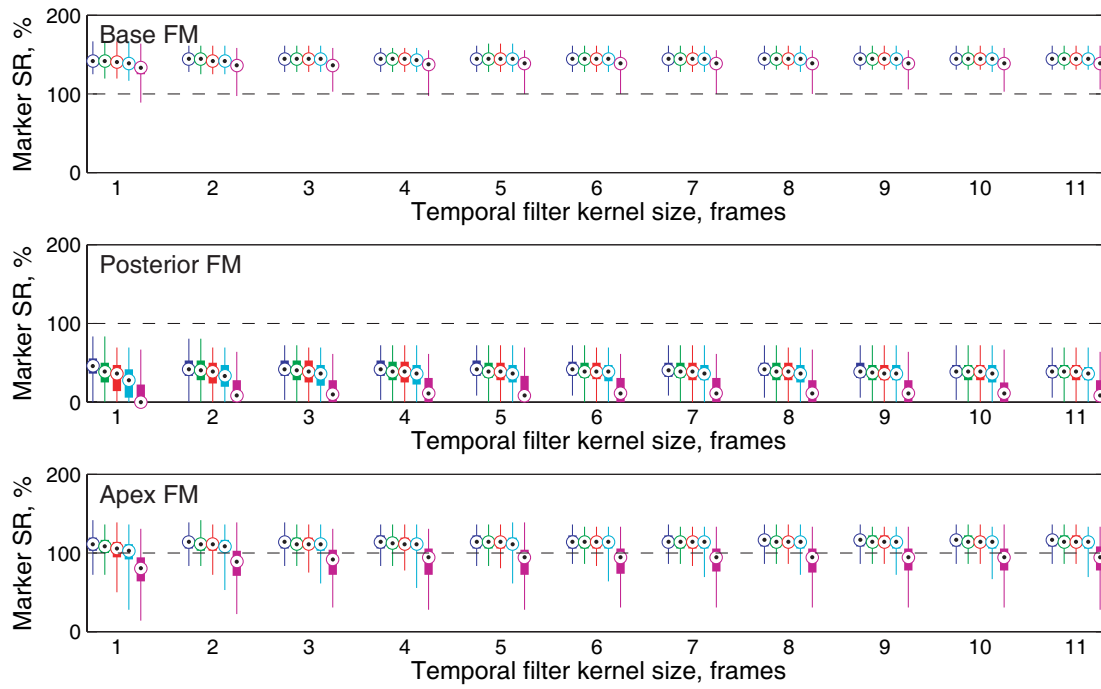 200
Base FM
Marker SR, %
100
0
1 2 3 4 5 6 7 8 9 10 11
Temporal filter kernel size, frames
200
Posterior FM
Marker SR, %
100
0
1 2 3 4 5 6 7 8 9 10 11
Temporal filter kernel size, frames
200
Apex FM
Marker SR, %
100
0
1 2 3 4 5 6 7 8 9 10 11
Temporal filter kernel size, frames